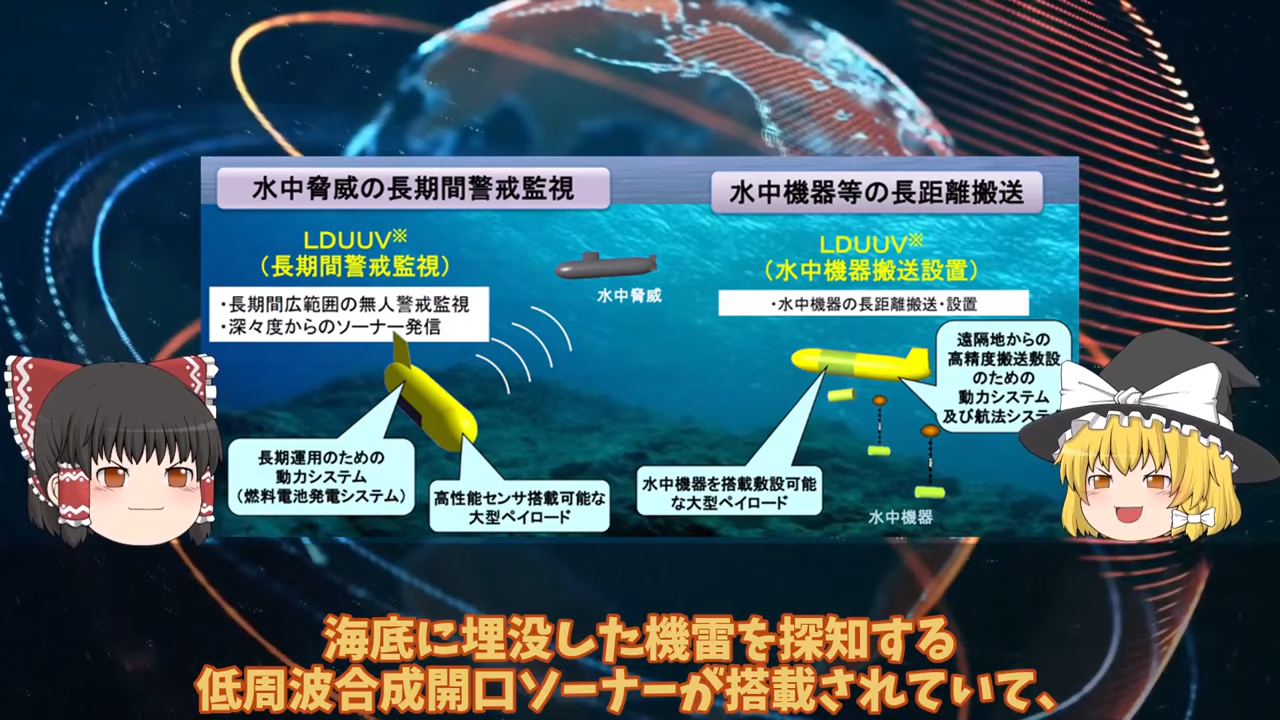 水中脅威の長期間警戒監視
水中機器等の長距離搬送
LDUUV※
(長期間警戒監視)
・長期間広範囲の無人警戒監視
・深々度からのソーナー発信
水中脅威
LDUUV※
(水中機器搬送設置)
・水中機器の長距離搬送・設置
遠隔地からの
高精度搬送敷設
のための
動力システム
及び航法システ
長期運用のための
動力システム
(燃料電池発電システム)
高性能センサ搭載可能な
大型ペイロード
水中機器を搭載敷設可能
な大型ペイロード
水中機器
海底に埋没した機雷を探知する
低周波合成開口ソーナーが搭載されていて、